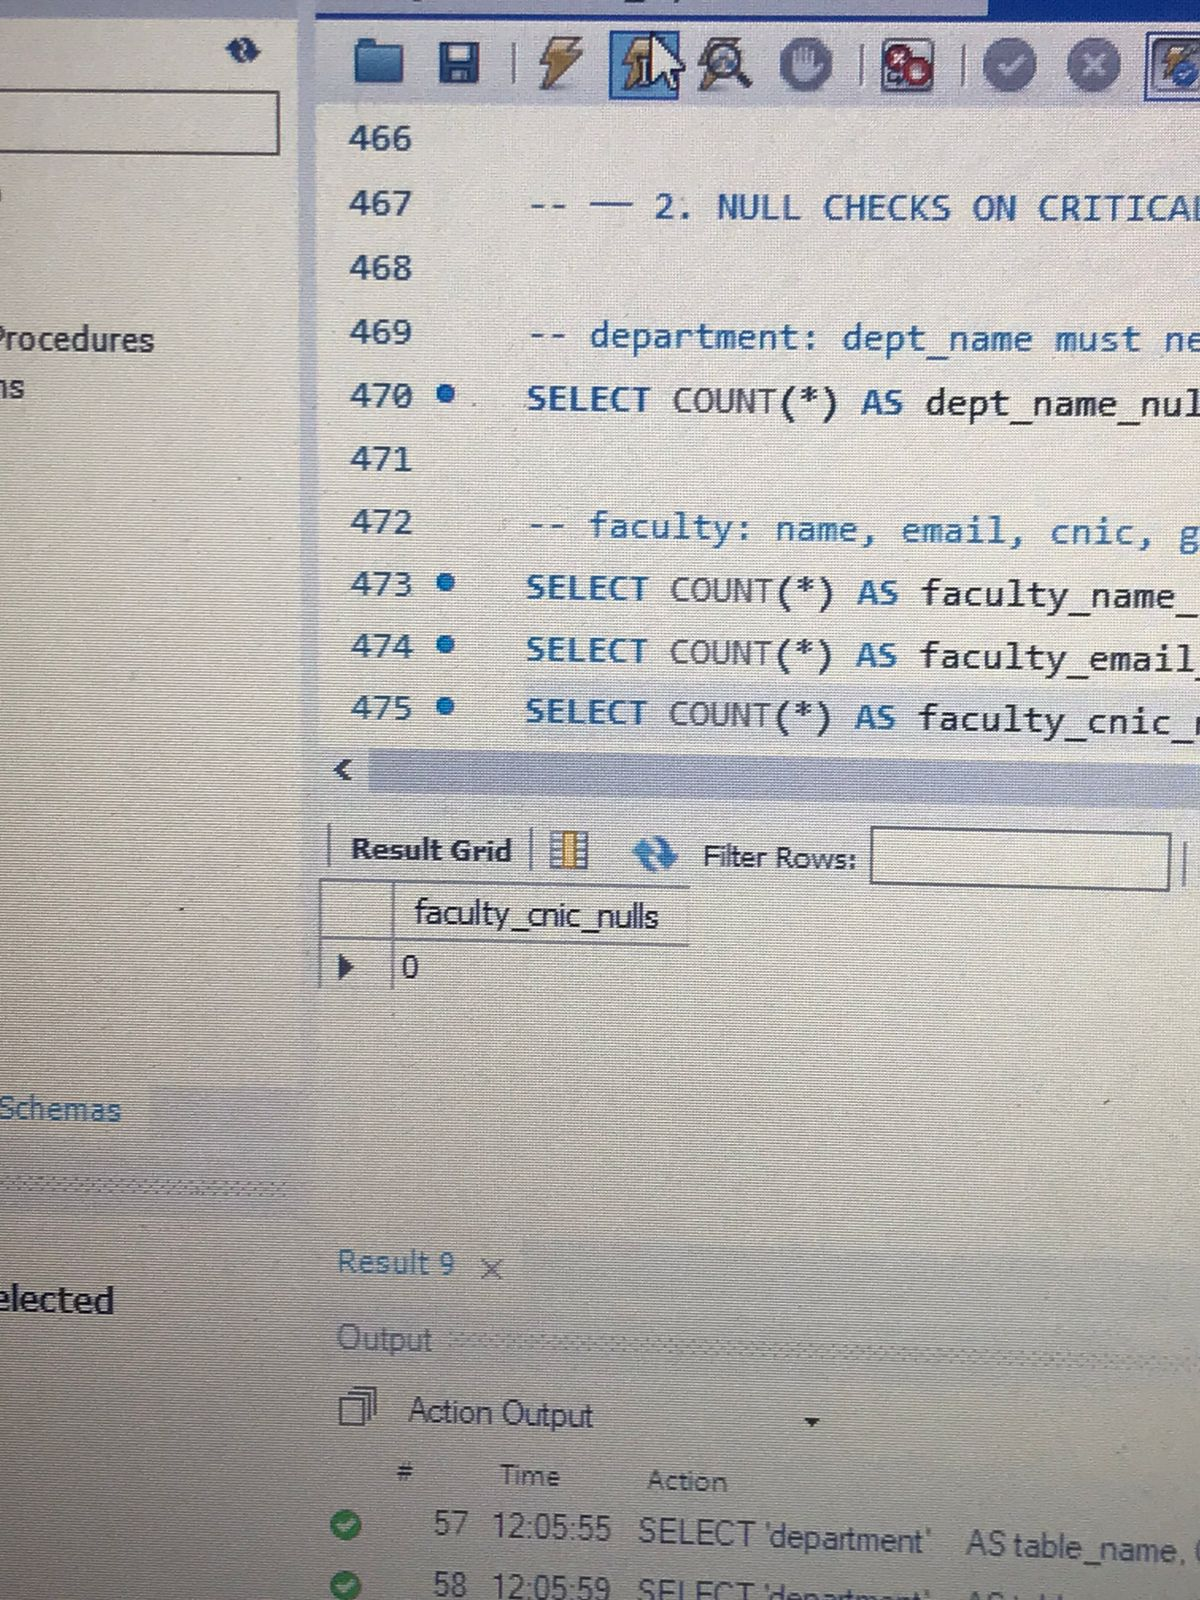 466
467 -- — 2. NULL CHECKS ON CRITICAL
468
Procedures
469 -- department: dept_name must ne
470 SELECT COUNT(*) AS dept_name_nul
471
472 -- faculty: name, email, cnic, g
473 SELECT COUNT(*) AS faculty_name_
474 SELECT COUNT(*) AS faculty_email_
475 SELECT COUNT(*) AS faculty_cnic_
Result Grid Filter Rows:
faculty_cnic_nulls
0
Schemas
Result 9
elected
Output
Action Output
# Time Action
57 12:05:55 SELECT 'department' AS table_name,
58 12:05:59 SELECT 'department'